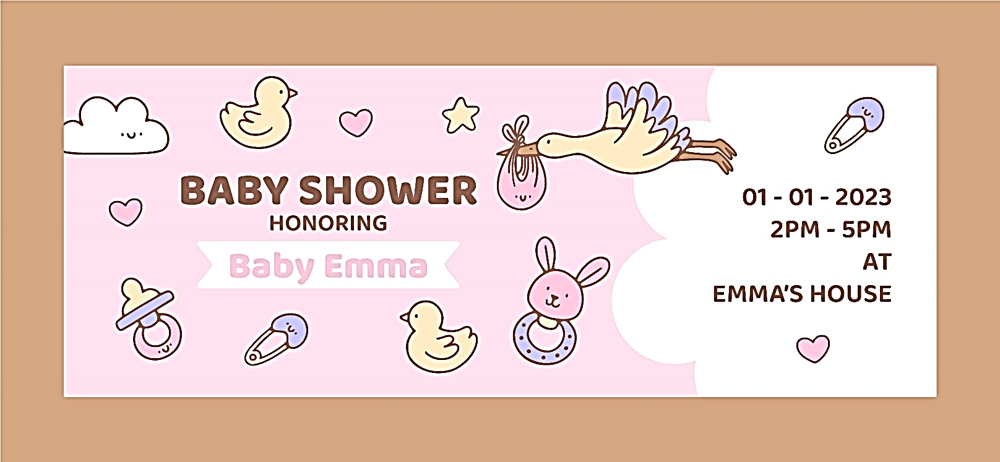 BABY SHOWER
HONORING
Baby Emma
01 - 01 - 2023
2PM - 5PM
AT
EMMA'S HOUSE